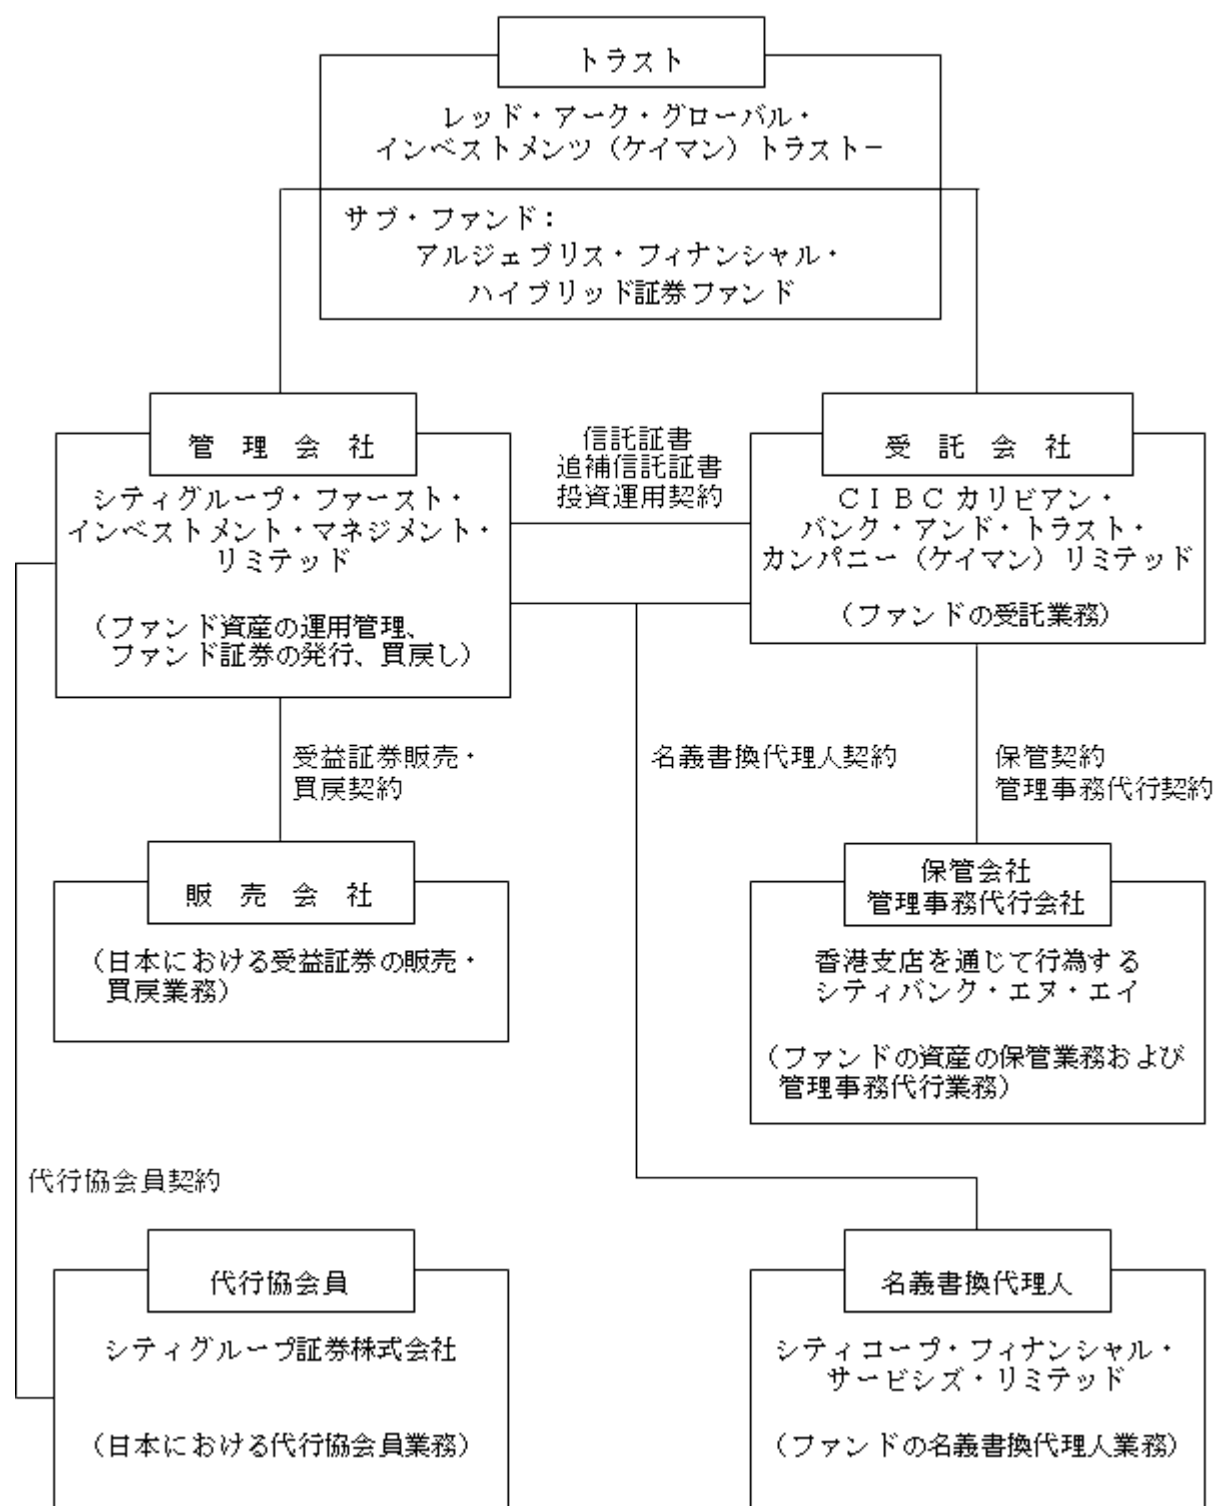 トラスト
レッド・アーク・グローバル・
インベストメンツ（ケイマン）トラスト－
サブ・ファンド：
アルジェブリス・フィナンシャル・
ハイブリッド証券ファンド
管理会社
シティグループ・ファースト・
インベストメント・マネジメント・
リミテッド
（ファンド資産の運用管理、
ファンド証券の発行、買戻し）
信託証書
追補信託証書
投資運用契約
受託会社
ＣＩＢＣカリビアン・
バンク・アンド・トラスト・
カンパニー（ケイマン）リミテッド
（ファンドの受託業務）
受益証券販売・
買戻契約
名義書換代理人契約
保管契約
管理事務代行契約
販売会社
（日本における受益証券の販売・
買戻業務）
保管会社
管理事務代行会社
香港支店を通じて行為する
シティバンク・エヌ・エイ
（ファンドの資産の保管業務および
管理事務代行業務）
代行協会員契約
代行協会員
シティグループ証券株式会社
（日本における代行協会員業務）
名義書換代理人
シティコープ・フィナンシャル・
サービシズ・リミテッド
（ファンドの名義書換代理人業務）